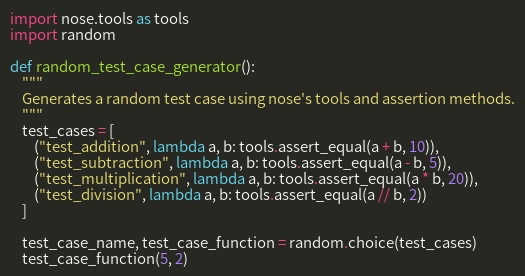 import nose.tools as tools
import random

def random_test_case_generator():
    """
    Generates a random test case using nose's tools and assertion methods.
    """
    test_cases = [
        ("test_addition", lambda a, b: tools.assert_equal(a + b, 10)),
        ("test_subtraction", lambda a, b: tools.assert_equal(a - b, 5)),
        ("test_multiplication", lambda a, b: tools.assert_equal(a * b, 20)),
        ("test_division", lambda a, b: tools.assert_equal(a // b, 2))
    ]

    test_case_name, test_case_function = random.choice(test_cases)
    test_case_function(5, 2)